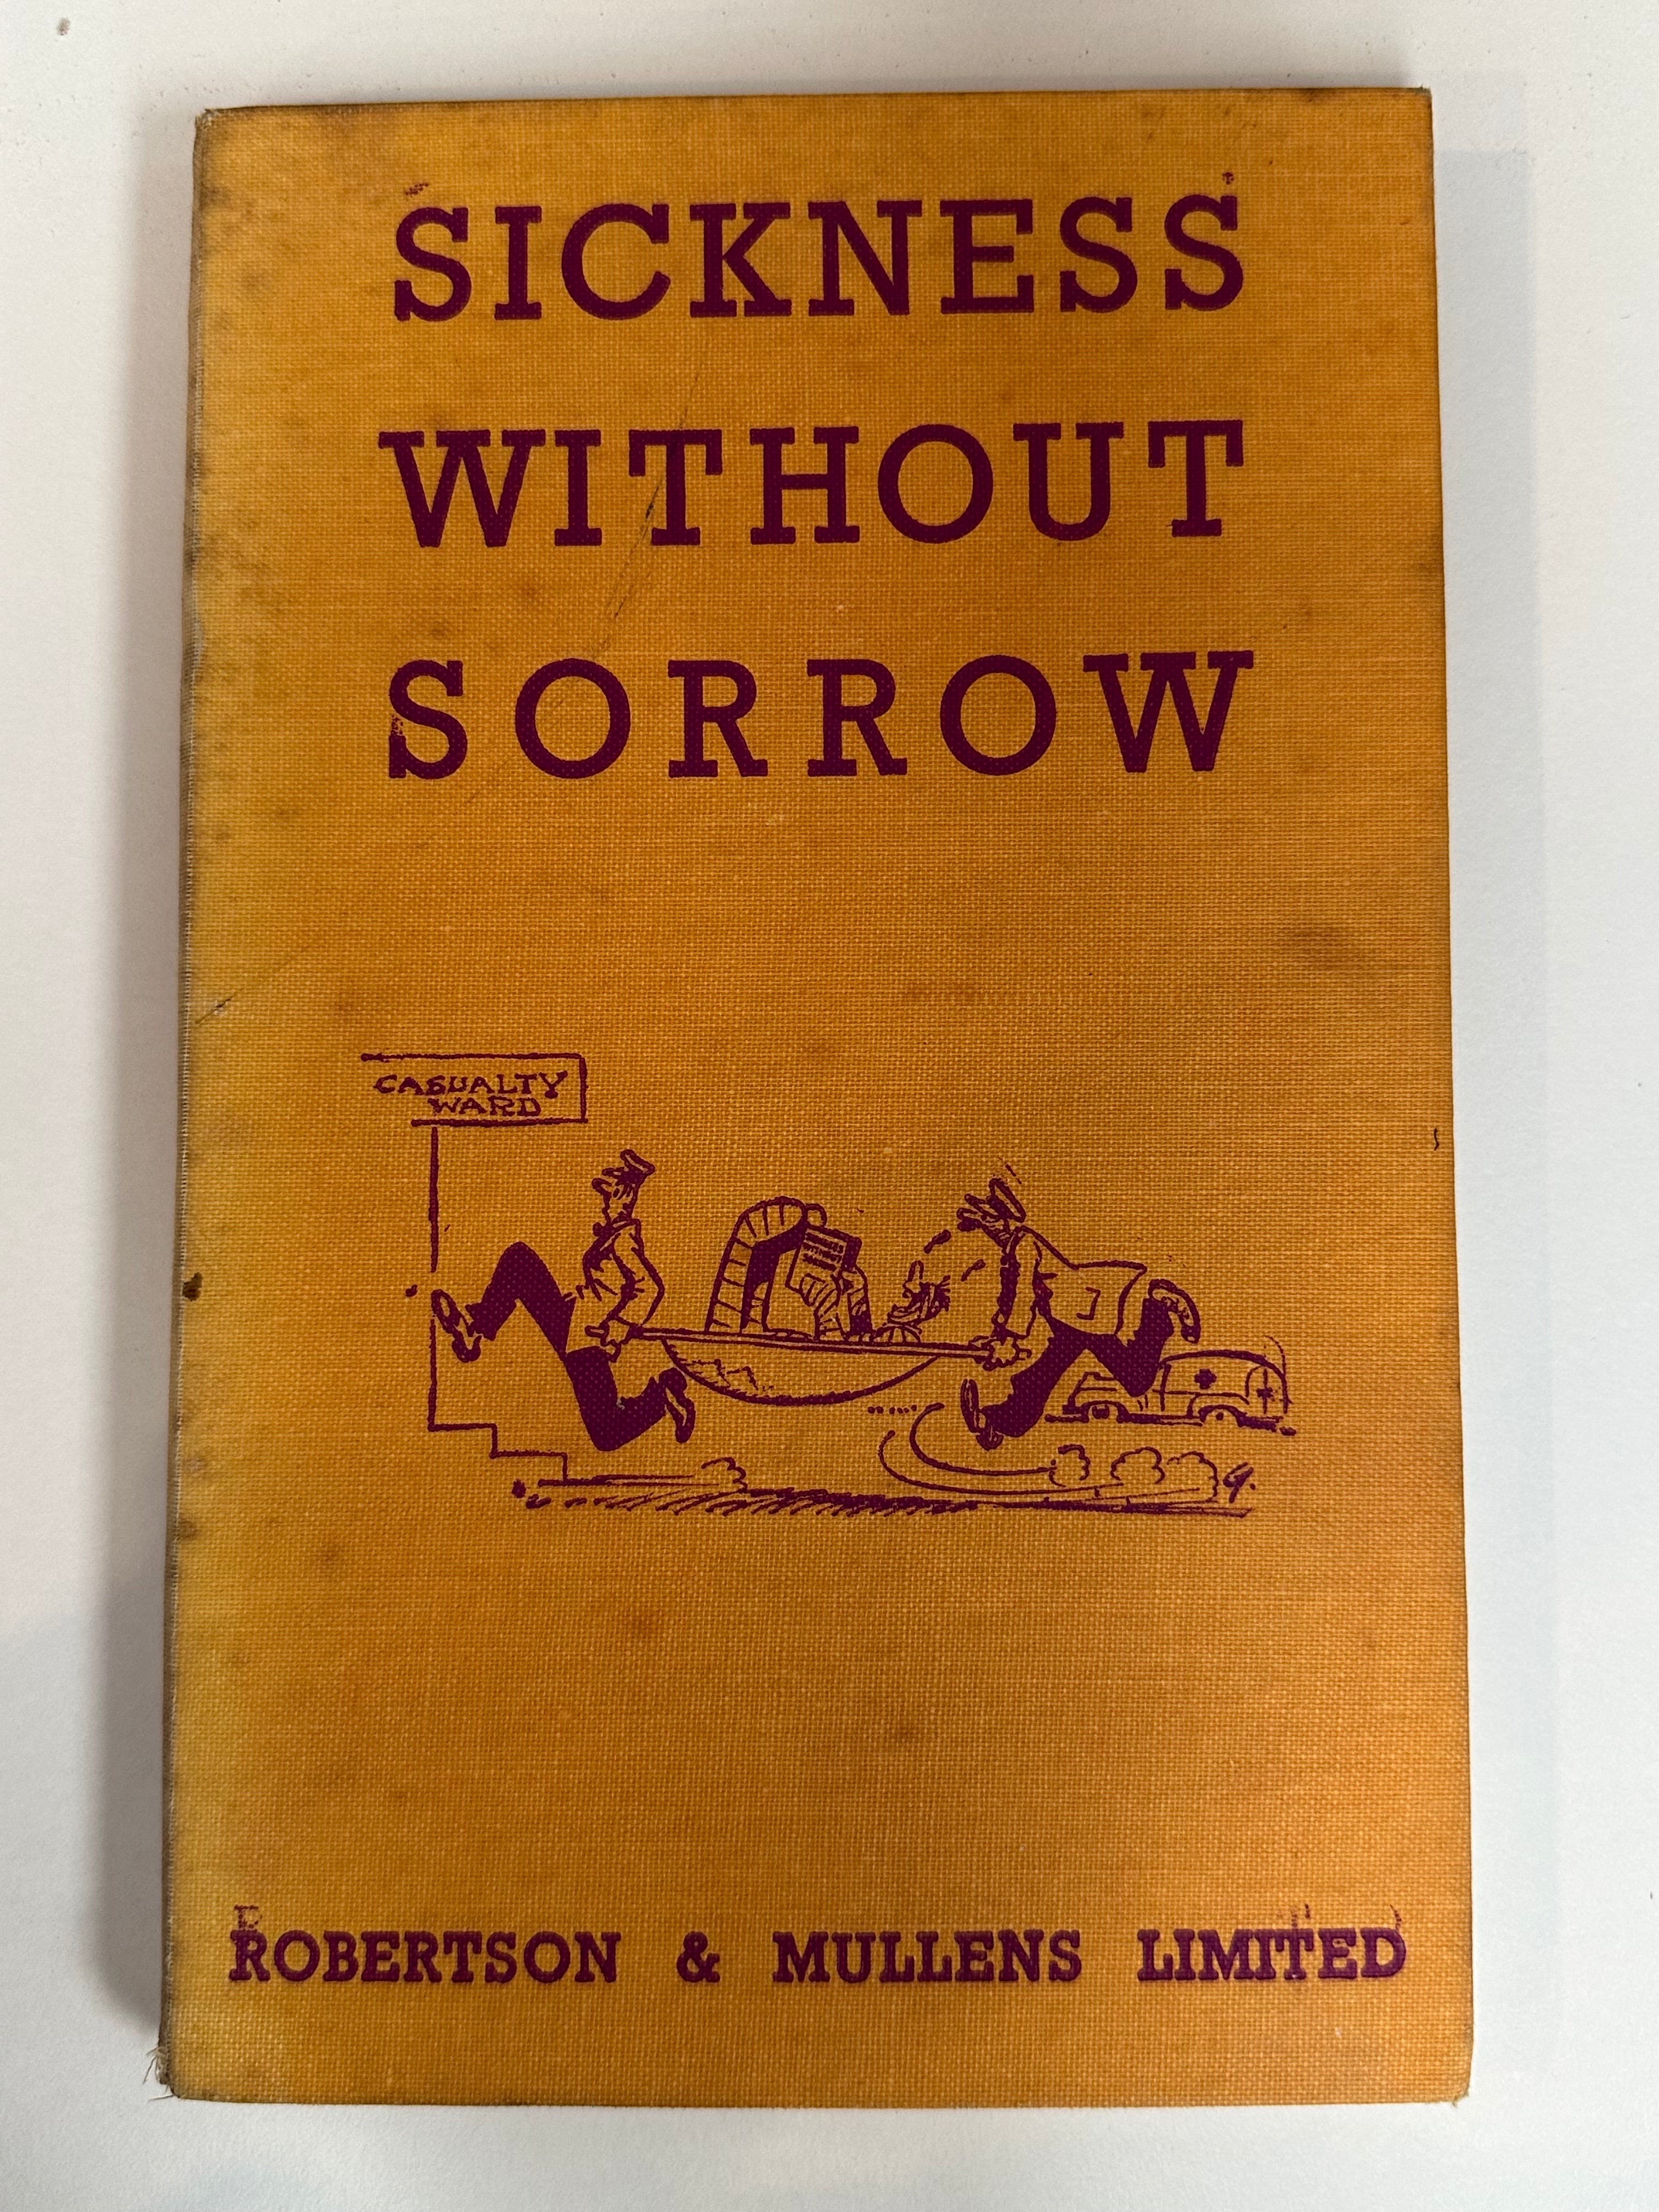 SICKNESS
WITHOUT
SORROW
CASUALTY
WARD
G.
ROBERTSON & MULLENS LIMITED